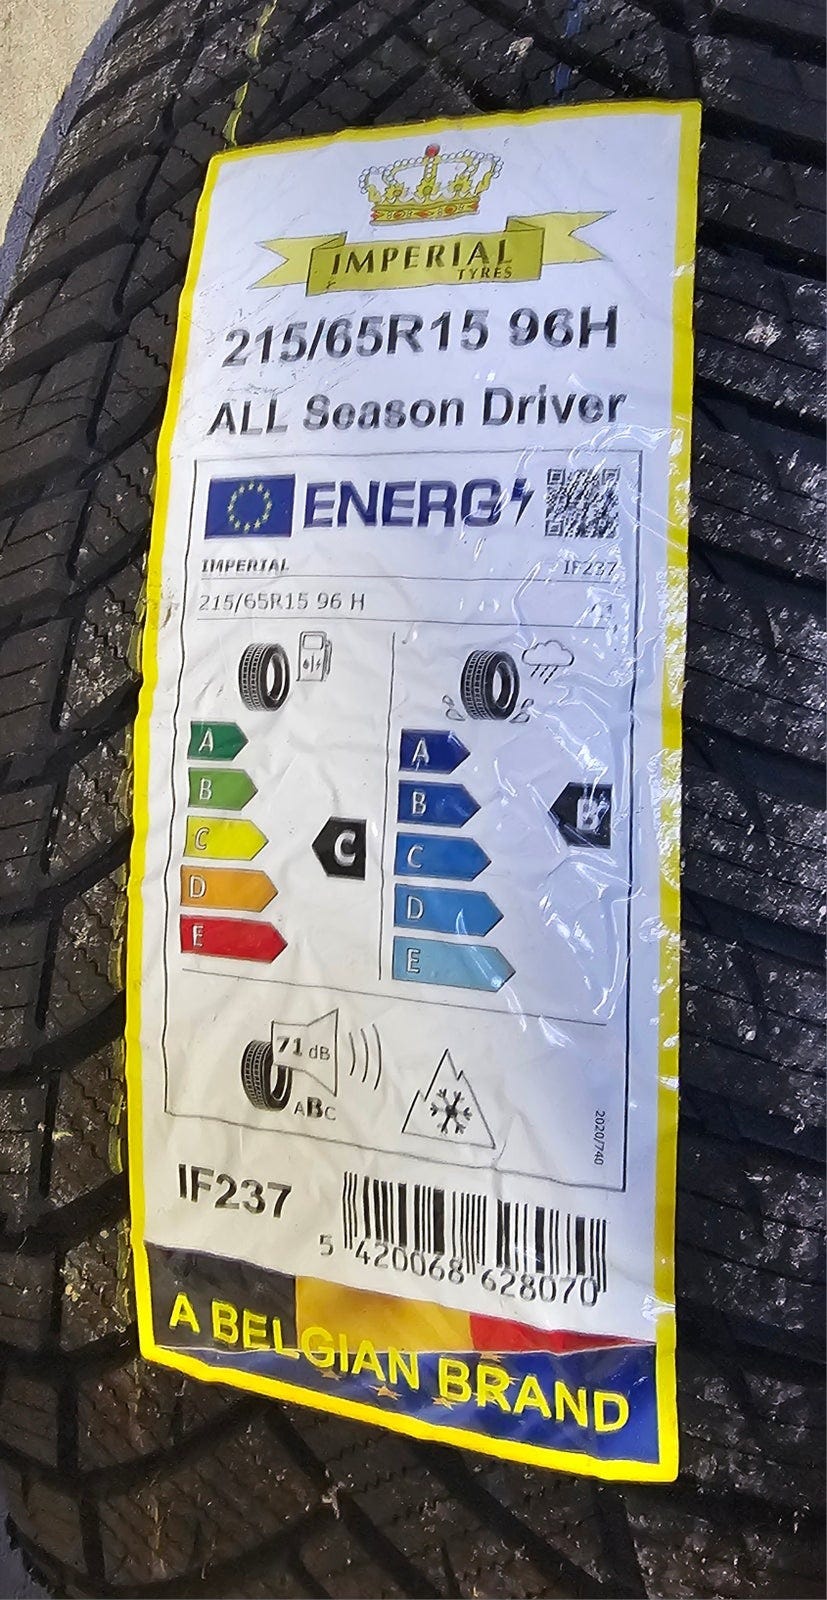 IMPERIAL
TYRES
215/65R15 96H
ALL Season Driver
ENERG
IMPERIAL IF237
215/65R15 96 H
A A
B B B
C C C
D D
E E
71 dB
ABC
2020/740
IF237
5 420068 628070
A BELGIAN BRAND